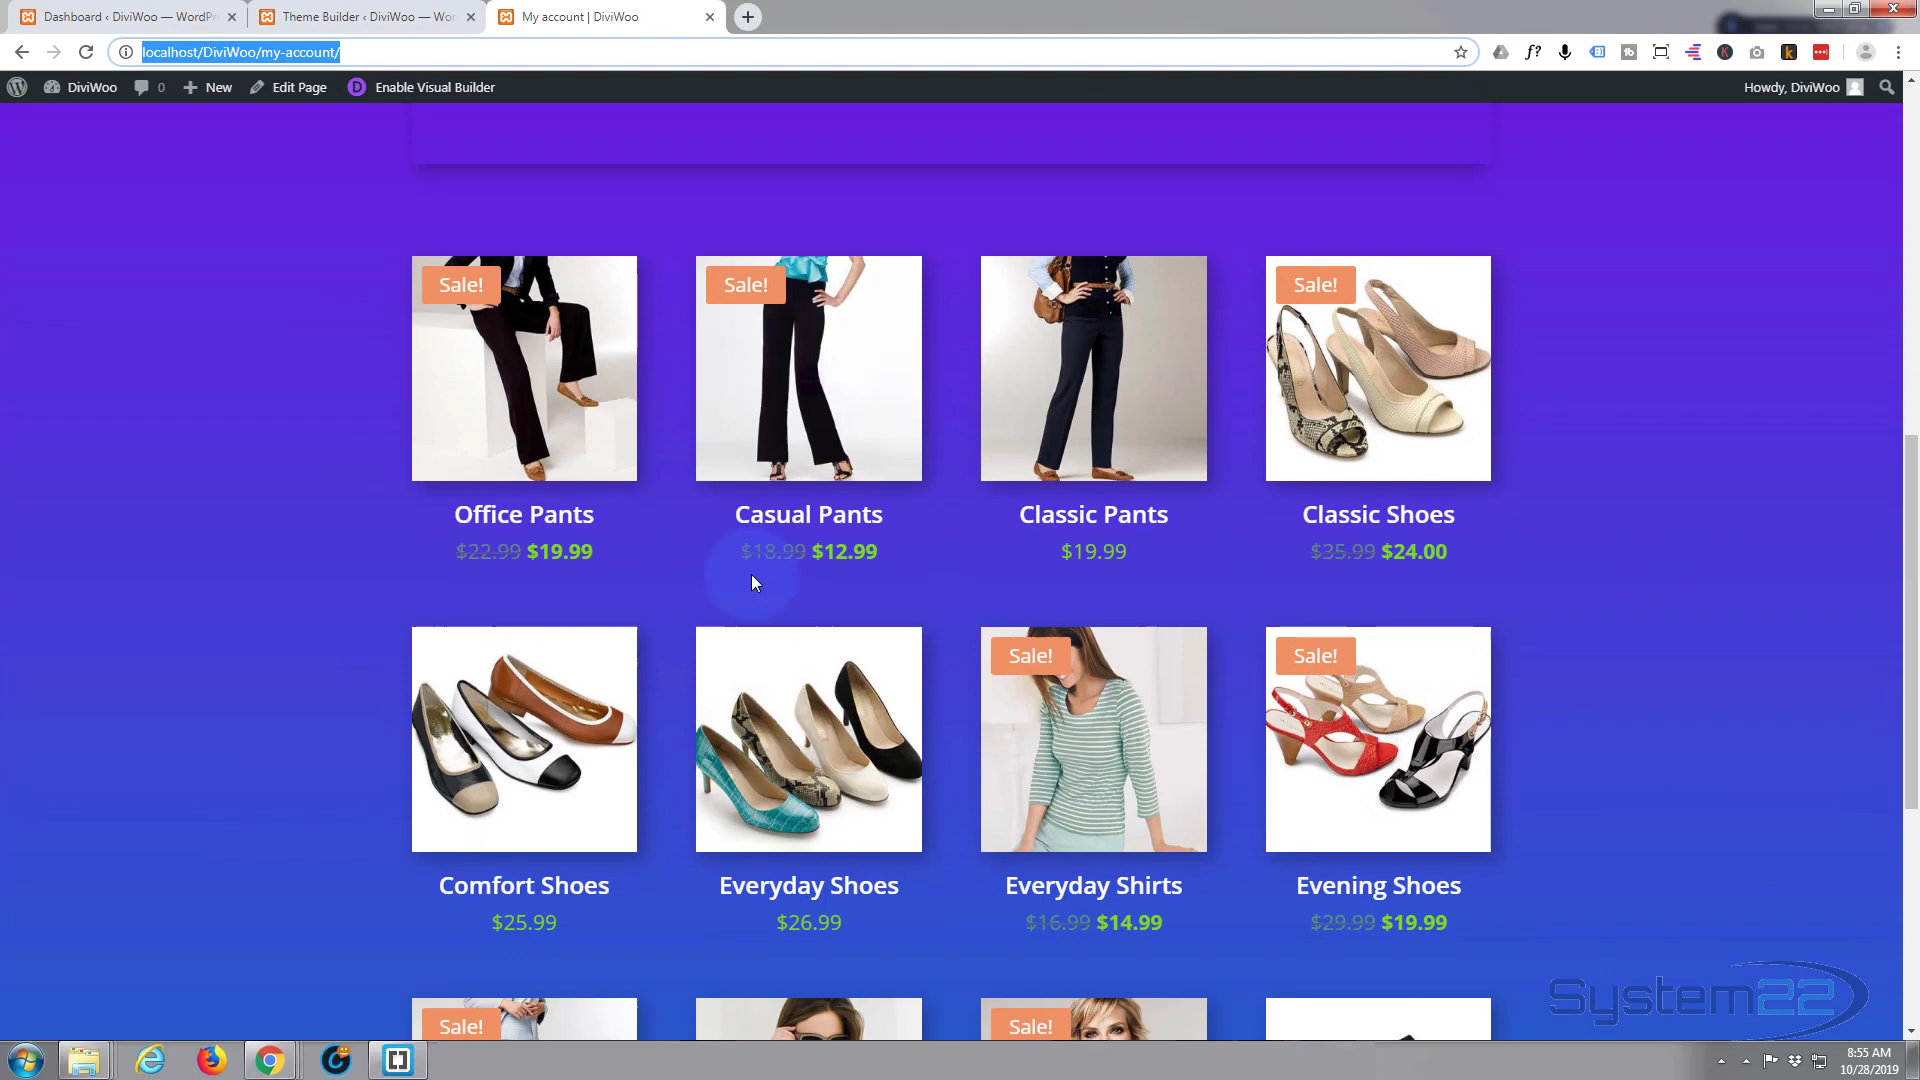 Dashboard ‹ DiviWoo — WordPr
Theme Builder ‹ DiviWoo — Wor
My account | DiviWoo
localhost/DiviWoo/my-account/
DiviWoo
0
New
Edit Page
D
Enable Visual Builder
Howdy, DiviWoo
Sale!
Sale!
Sale!
Office Pants
Casual Pants
Classic Pants
Classic Shoes
$22.99 $19.99
$18.99 $12.99
$19.99
$35.99 $24.00
Sale!
Sale!
Comfort Shoes
Everyday Shoes
Everyday Shirts
Evening Shoes
$25.99
$26.99
$16.99 $14.99
$29.99 $19.99
Sale!
Sale!
System22
8:55 AM
10/28/2019